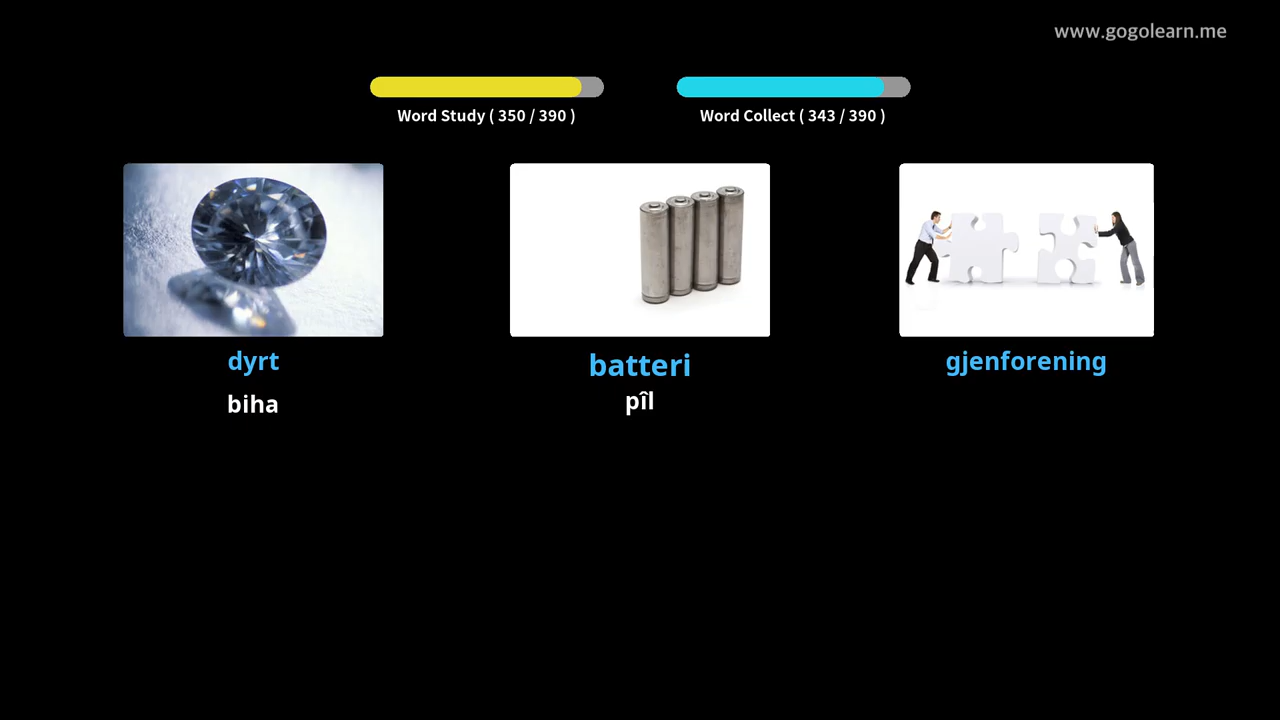 www.gogolearn.me
Word Study ( 350 / 390 )
Word Collect ( 343 / 390 )
dyrt
biha
batteri
pîl
gjenforening